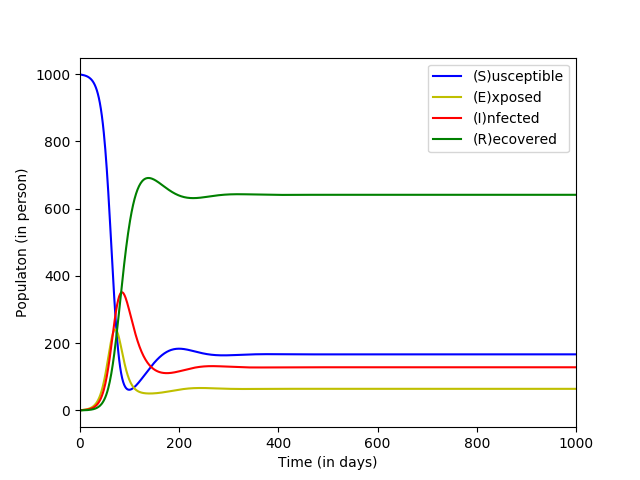 1000
800
600
400
200
0
0 200 400 600 800 1000
Populaton (in person)
Time (in days)
(S)usceptible
(E)xposed
(I)nfected
(R)ecovered